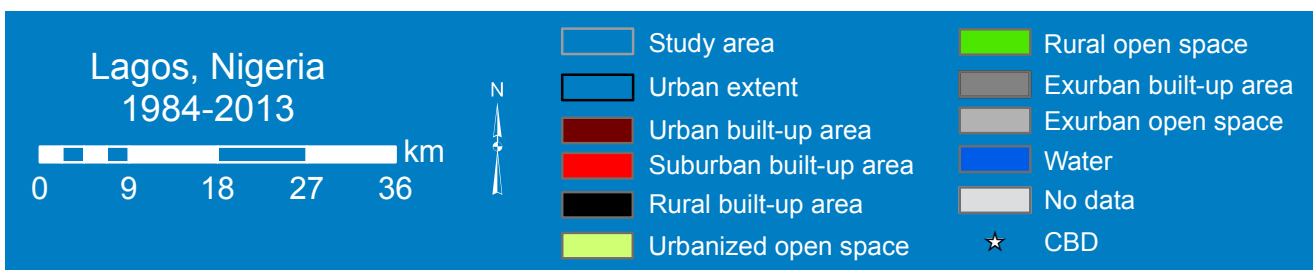 Lagos, Nigeria
1984-2013
km
0 9 18 27 36
N
Study area
Urban extent
Urban built-up area
Suburban built-up area
Rural built-up area
Urbanized open space
Rural open space
Exurban built-up area
Exurban open space
Water
No data
CBD